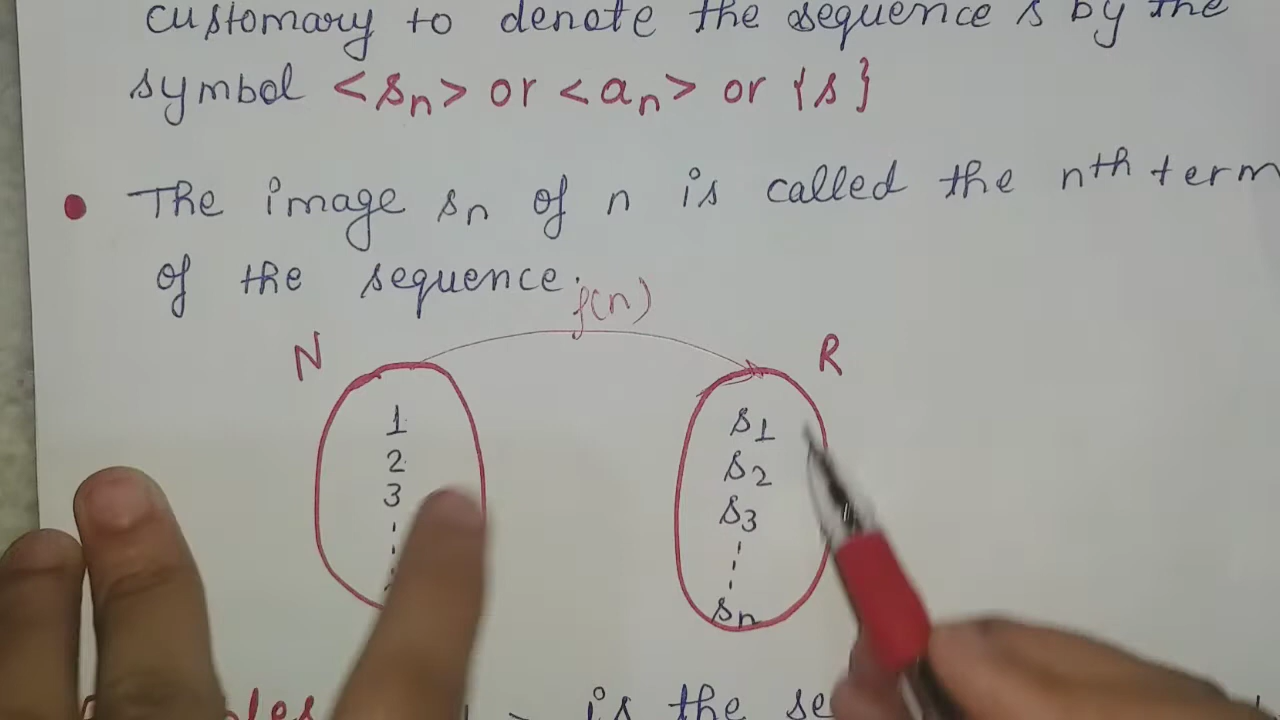 customary to denote the sequence s by the
symbol <sn> or <an> or {s}
• The image sn of n is called the nth term
of the sequence.
f(n)
N R
1 s1
2 s2
3 s3
sn
is the se